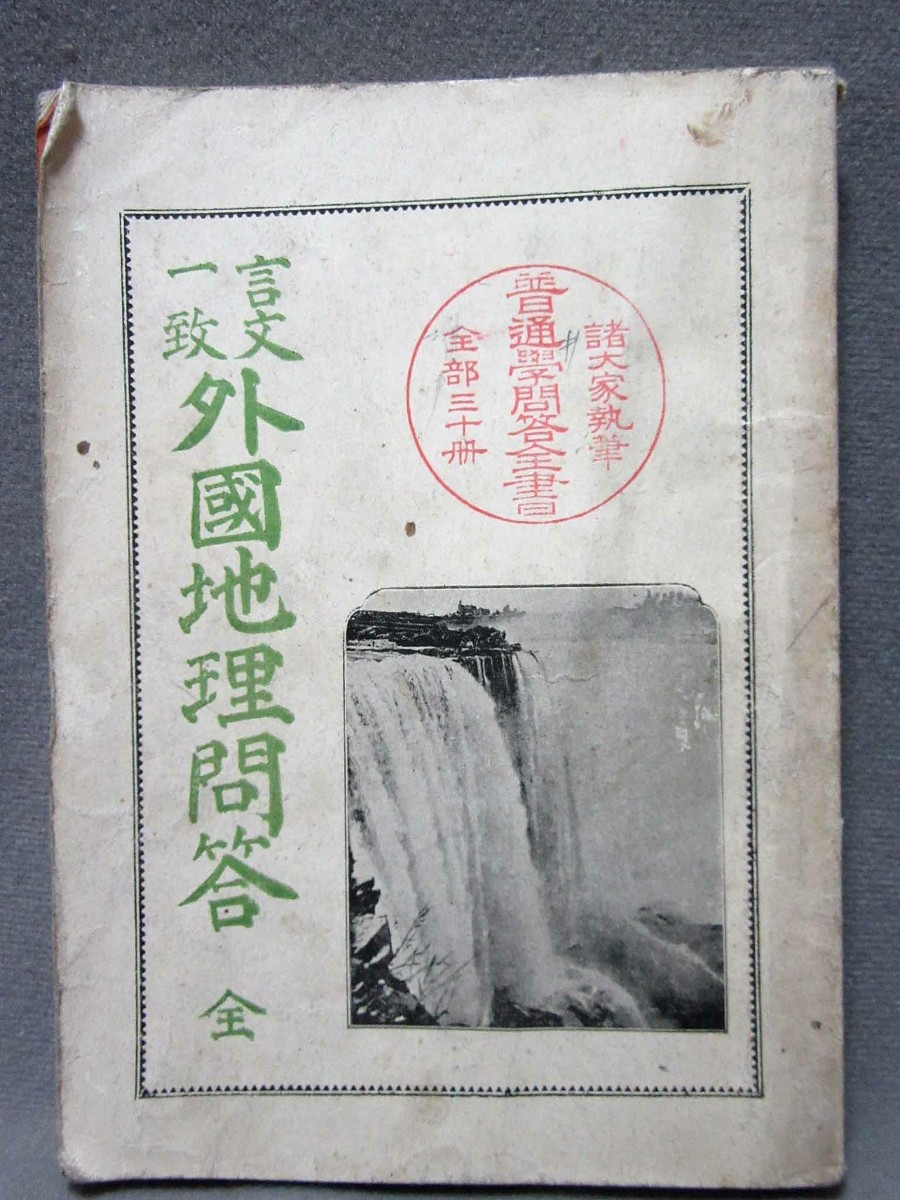 諸大家執筆
普通學問答全書
全部三十冊
言文
一致
外國地理問答
全